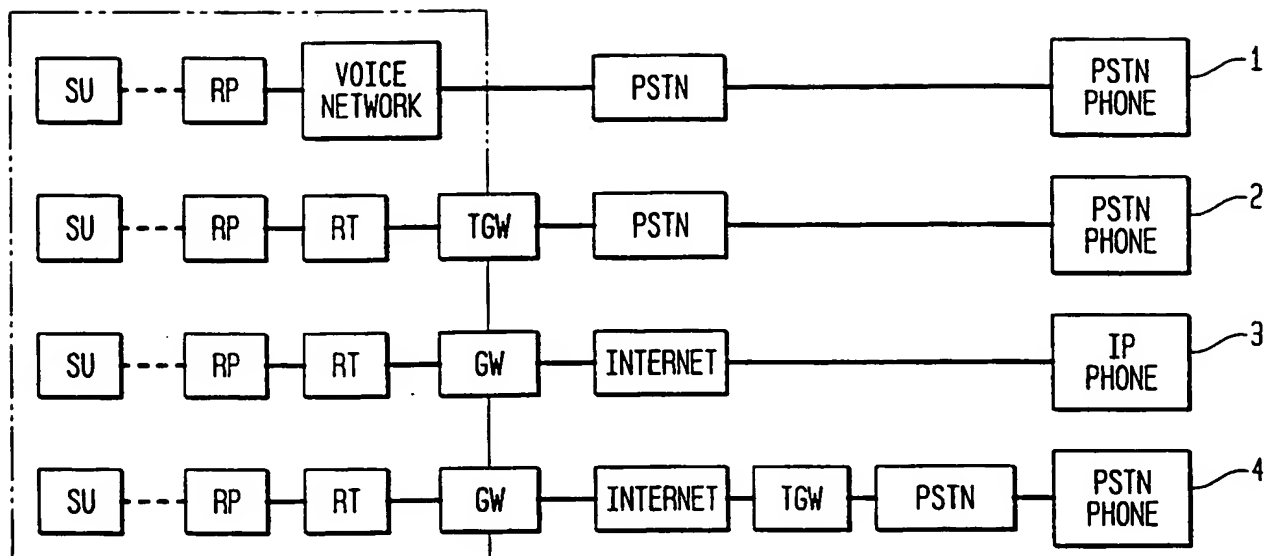 SU RP VOICE NETWORK PSTN PSTN PHONE 1
SU RP RT TGW PSTN PSTN PHONE 2
SU RP RT GW INTERNET IP PHONE 3
SU RP RT GW INTERNET TGW PSTN PSTN PHONE 4